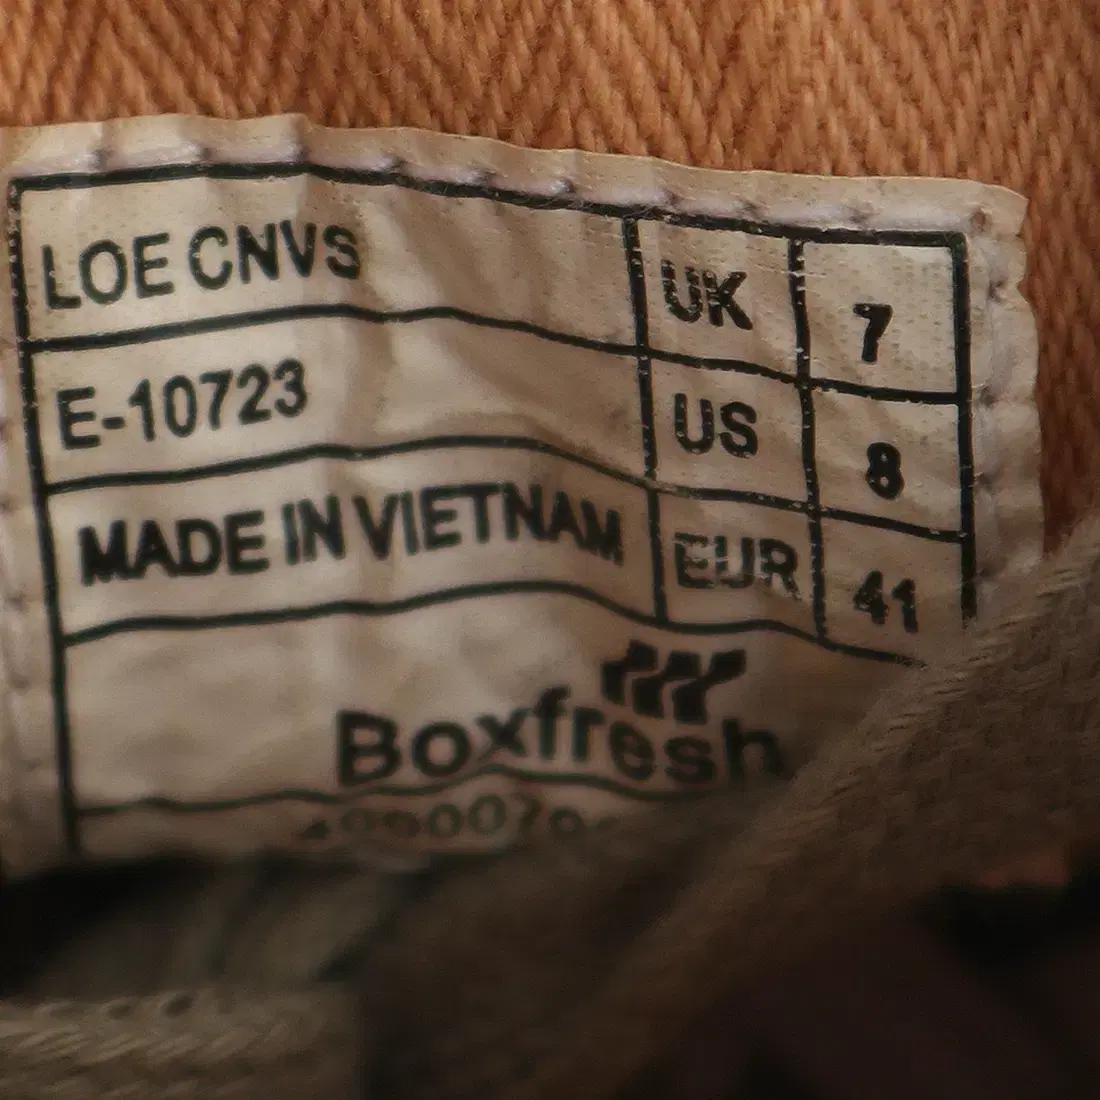 LOE CNVS UK 7
E-10723 US 8
MADE IN VIETNAM EUR 41
Boxfresh